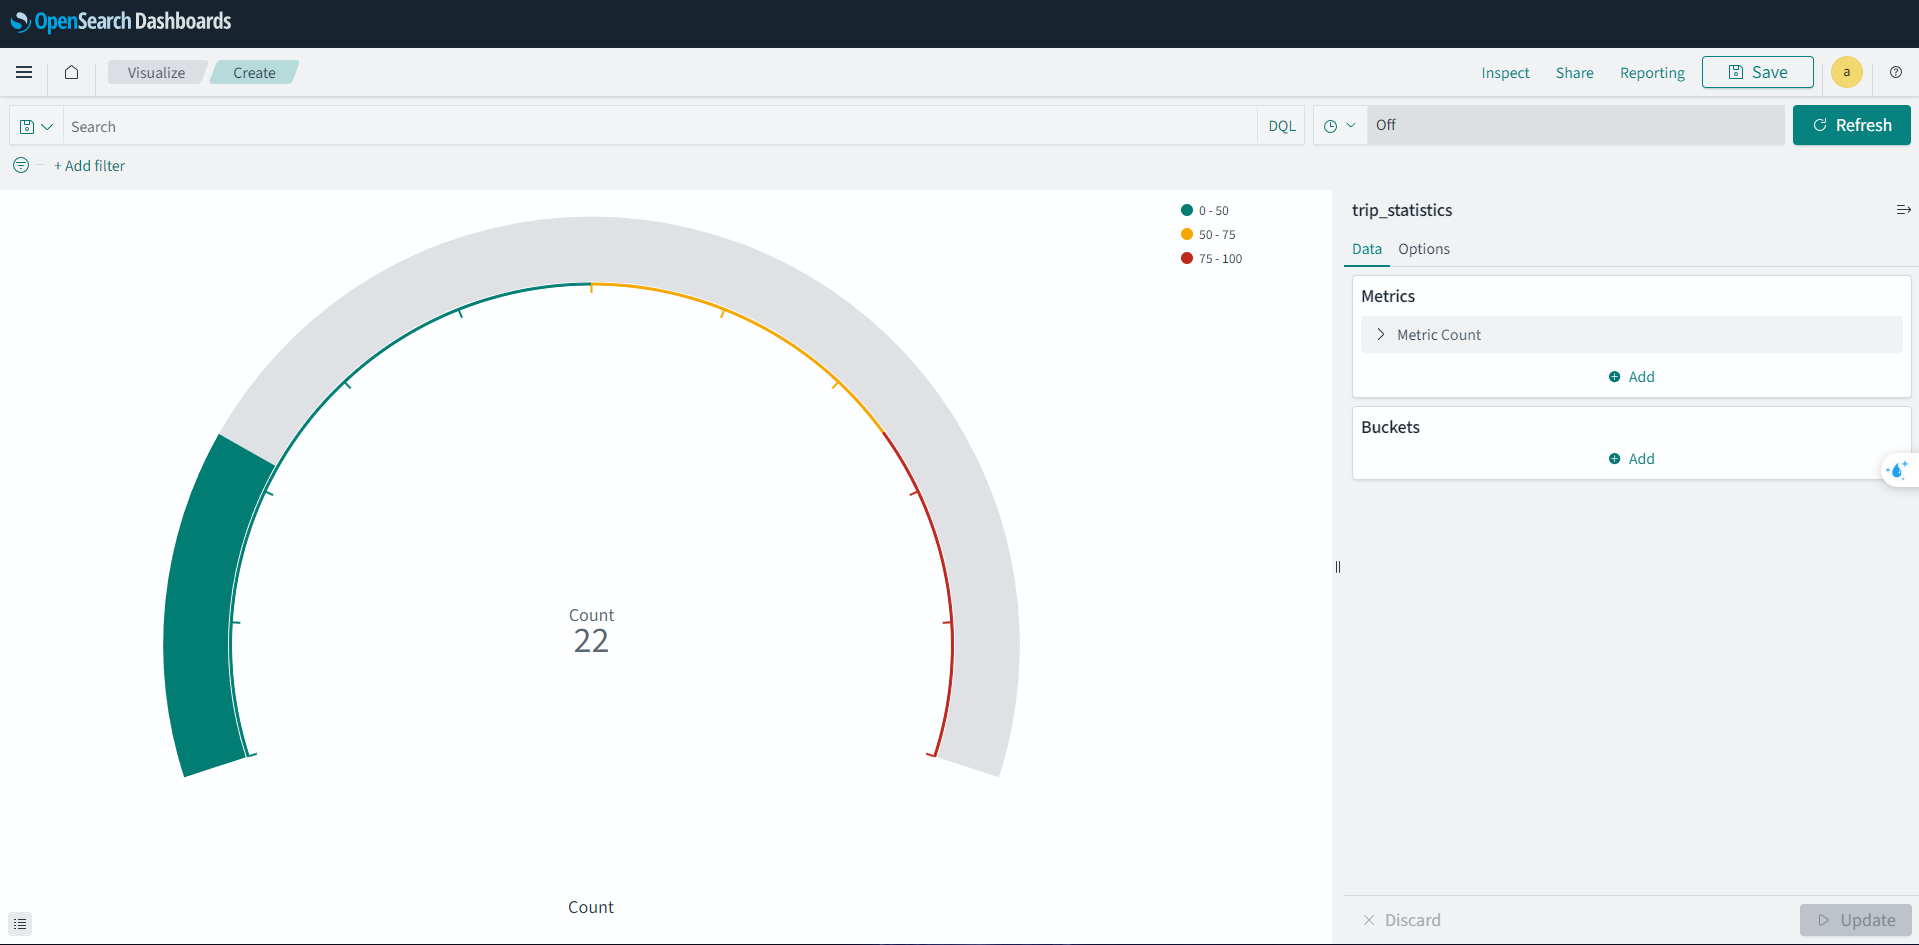 OpenSearch Dashboards
Visualize
Create
Inspect
Share
Reporting
Save
a
Search
DQL
Off
Refresh
+ Add filter
0 - 50
50 - 75
75 - 100
Count
22
Count
trip_statistics
Data
Options
Metrics
Metric Count
Add
Buckets
Add
Discard
Update